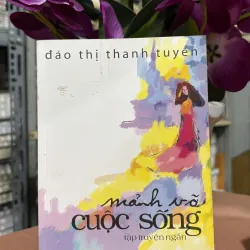 đào thị thanh tuyền
mảnh vỡ
cuộc sống
tập truyện ngắn